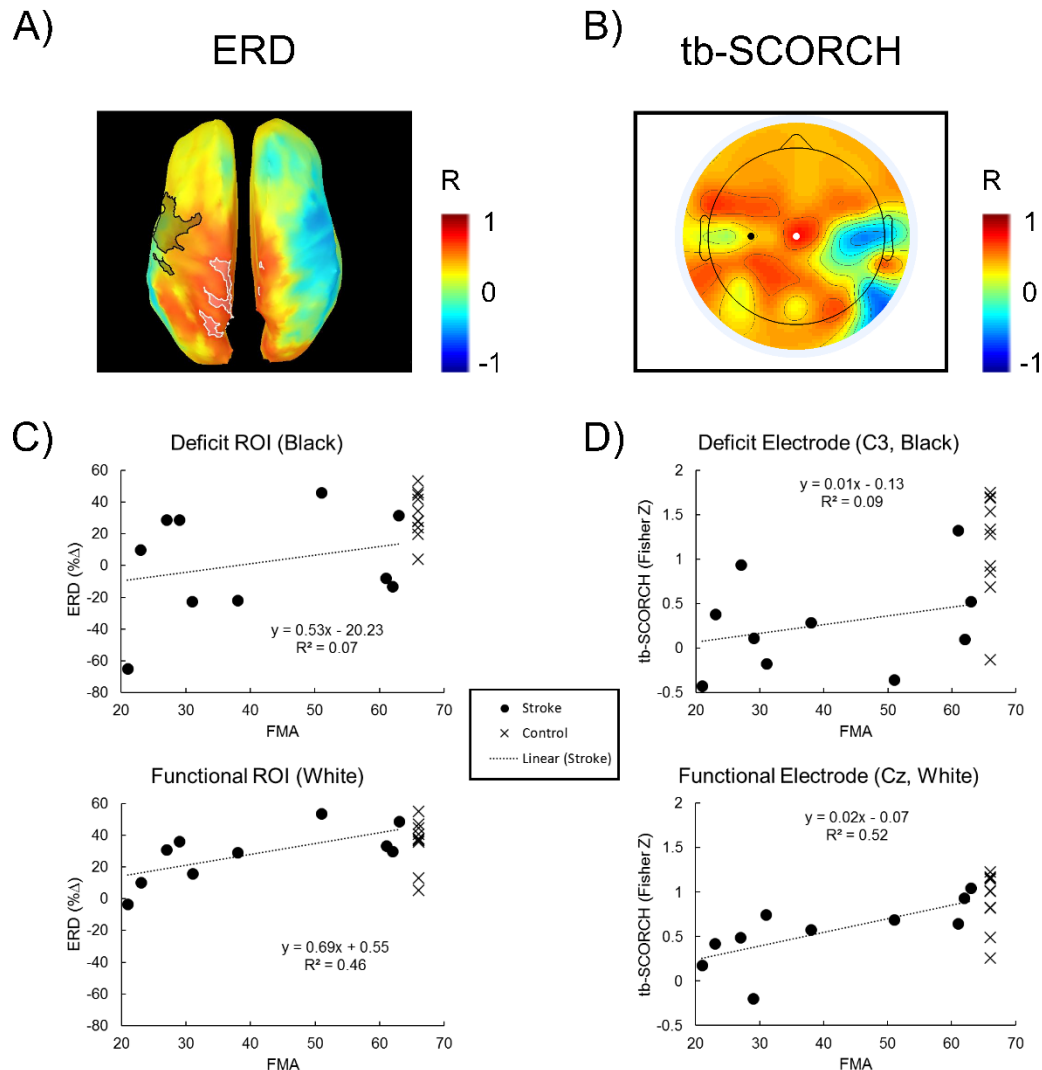 A)
ERD
B)
tb-SCORCH
R
1
0
-1
R
1
0
-1
C)
Deficit ROI (Black)
ERD (%Δ)
60
40
20
0
-20
-40
-60
-80
y = 0.53x - 20.23
R² = 0.07
20 30 40 50 60 70
FMA
D)
Deficit Electrode (C3, Black)
tb-SCORCH (Fisher Z)
2
1.5
1
0.5
0
-0.5
y = 0.01x - 0.13
R² = 0.09
20 30 40 50 60 70
FMA
Stroke
Control
Linear (Stroke)
Functional ROI (White)
ERD (%Δ)
60
40
20
0
-20
-40
-60
-80
y = 0.69x + 0.55
R² = 0.46
20 30 40 50 60 70
FMA
Functional Electrode (Cz, White)
tb-SCORCH (Fisher Z)
2
1.5
1
0.5
0
-0.5
y = 0.02x - 0.07
R² = 0.52
20 30 40 50 60 70
FMA